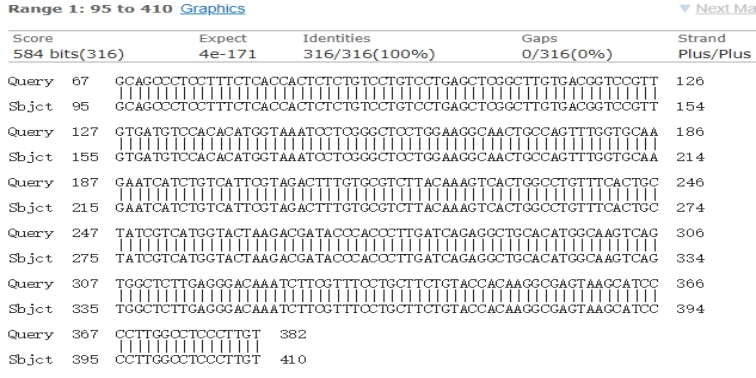 Range 1: 95 to 410 Graphics ▼ Next Ma
Score Expect Identities Gaps Strand
584 bits(316) 4e-171 316/316(100%) 0/316(0%) Plus/Plus
Query 67 GCAGCCCTCCTTTCTCACCACTCTCTGTCCTGTCCTGAGCTCGGCTTGTGACGGTCCGTT 126
Sbjct 95 GCAGCCCTCCTTTCTCACCACTCTCTGTCCTGTCCTGAGCTCGGCTTGTGACGGTCCGTT 154
Query 127 GTGATGTCCACACATGGTAAATCCTCGGGCTCCTGGAAGGCAACTGCCAGTTTGGTGCAA 186
Sbjct 155 GTGATGTCCACACATGGTAAATCCTCGGGCTCCTGGAAGGCAACTGCCAGTTTGGTGCAA 214
Query 187 GAATCATCTGTCATTCGTAGACTTTGTGCGTCTTACAAAGTCACTGGCCTGTTTCACTGC 246
Sbjct 215 GAATCATCTGTCATTCGTAGACTTTGTGCGTCTTACAAAGTCACTGGCCTGTTTCACTGC 274
Query 247 TATCGTCATGGTACTAAGACGATACCCACCCTTGATCAGAGGCTGCACATGGCAAGTCAG 306
Sbjct 275 TATCGTCATGGTACTAAGACGATACCCACCCTTGATCAGAGGCTGCACATGGCAAGTCAG 334
Query 307 TGGCTCTTGAGGGACAAATCTTCGTTTCCTGCTTCTGTACCACAAGGCGAGTAAGCATCC 366
Sbjct 335 TGGCTCTTGAGGGACAAATCTTCGTTTCCTGCTTCTGTACCACAAGGCGAGTAAGCATCC 394
Query 367 CCTTGGCCTCCCTTGT 382
Sbjct 395 CCTTGGCCTCCCTTGT 410